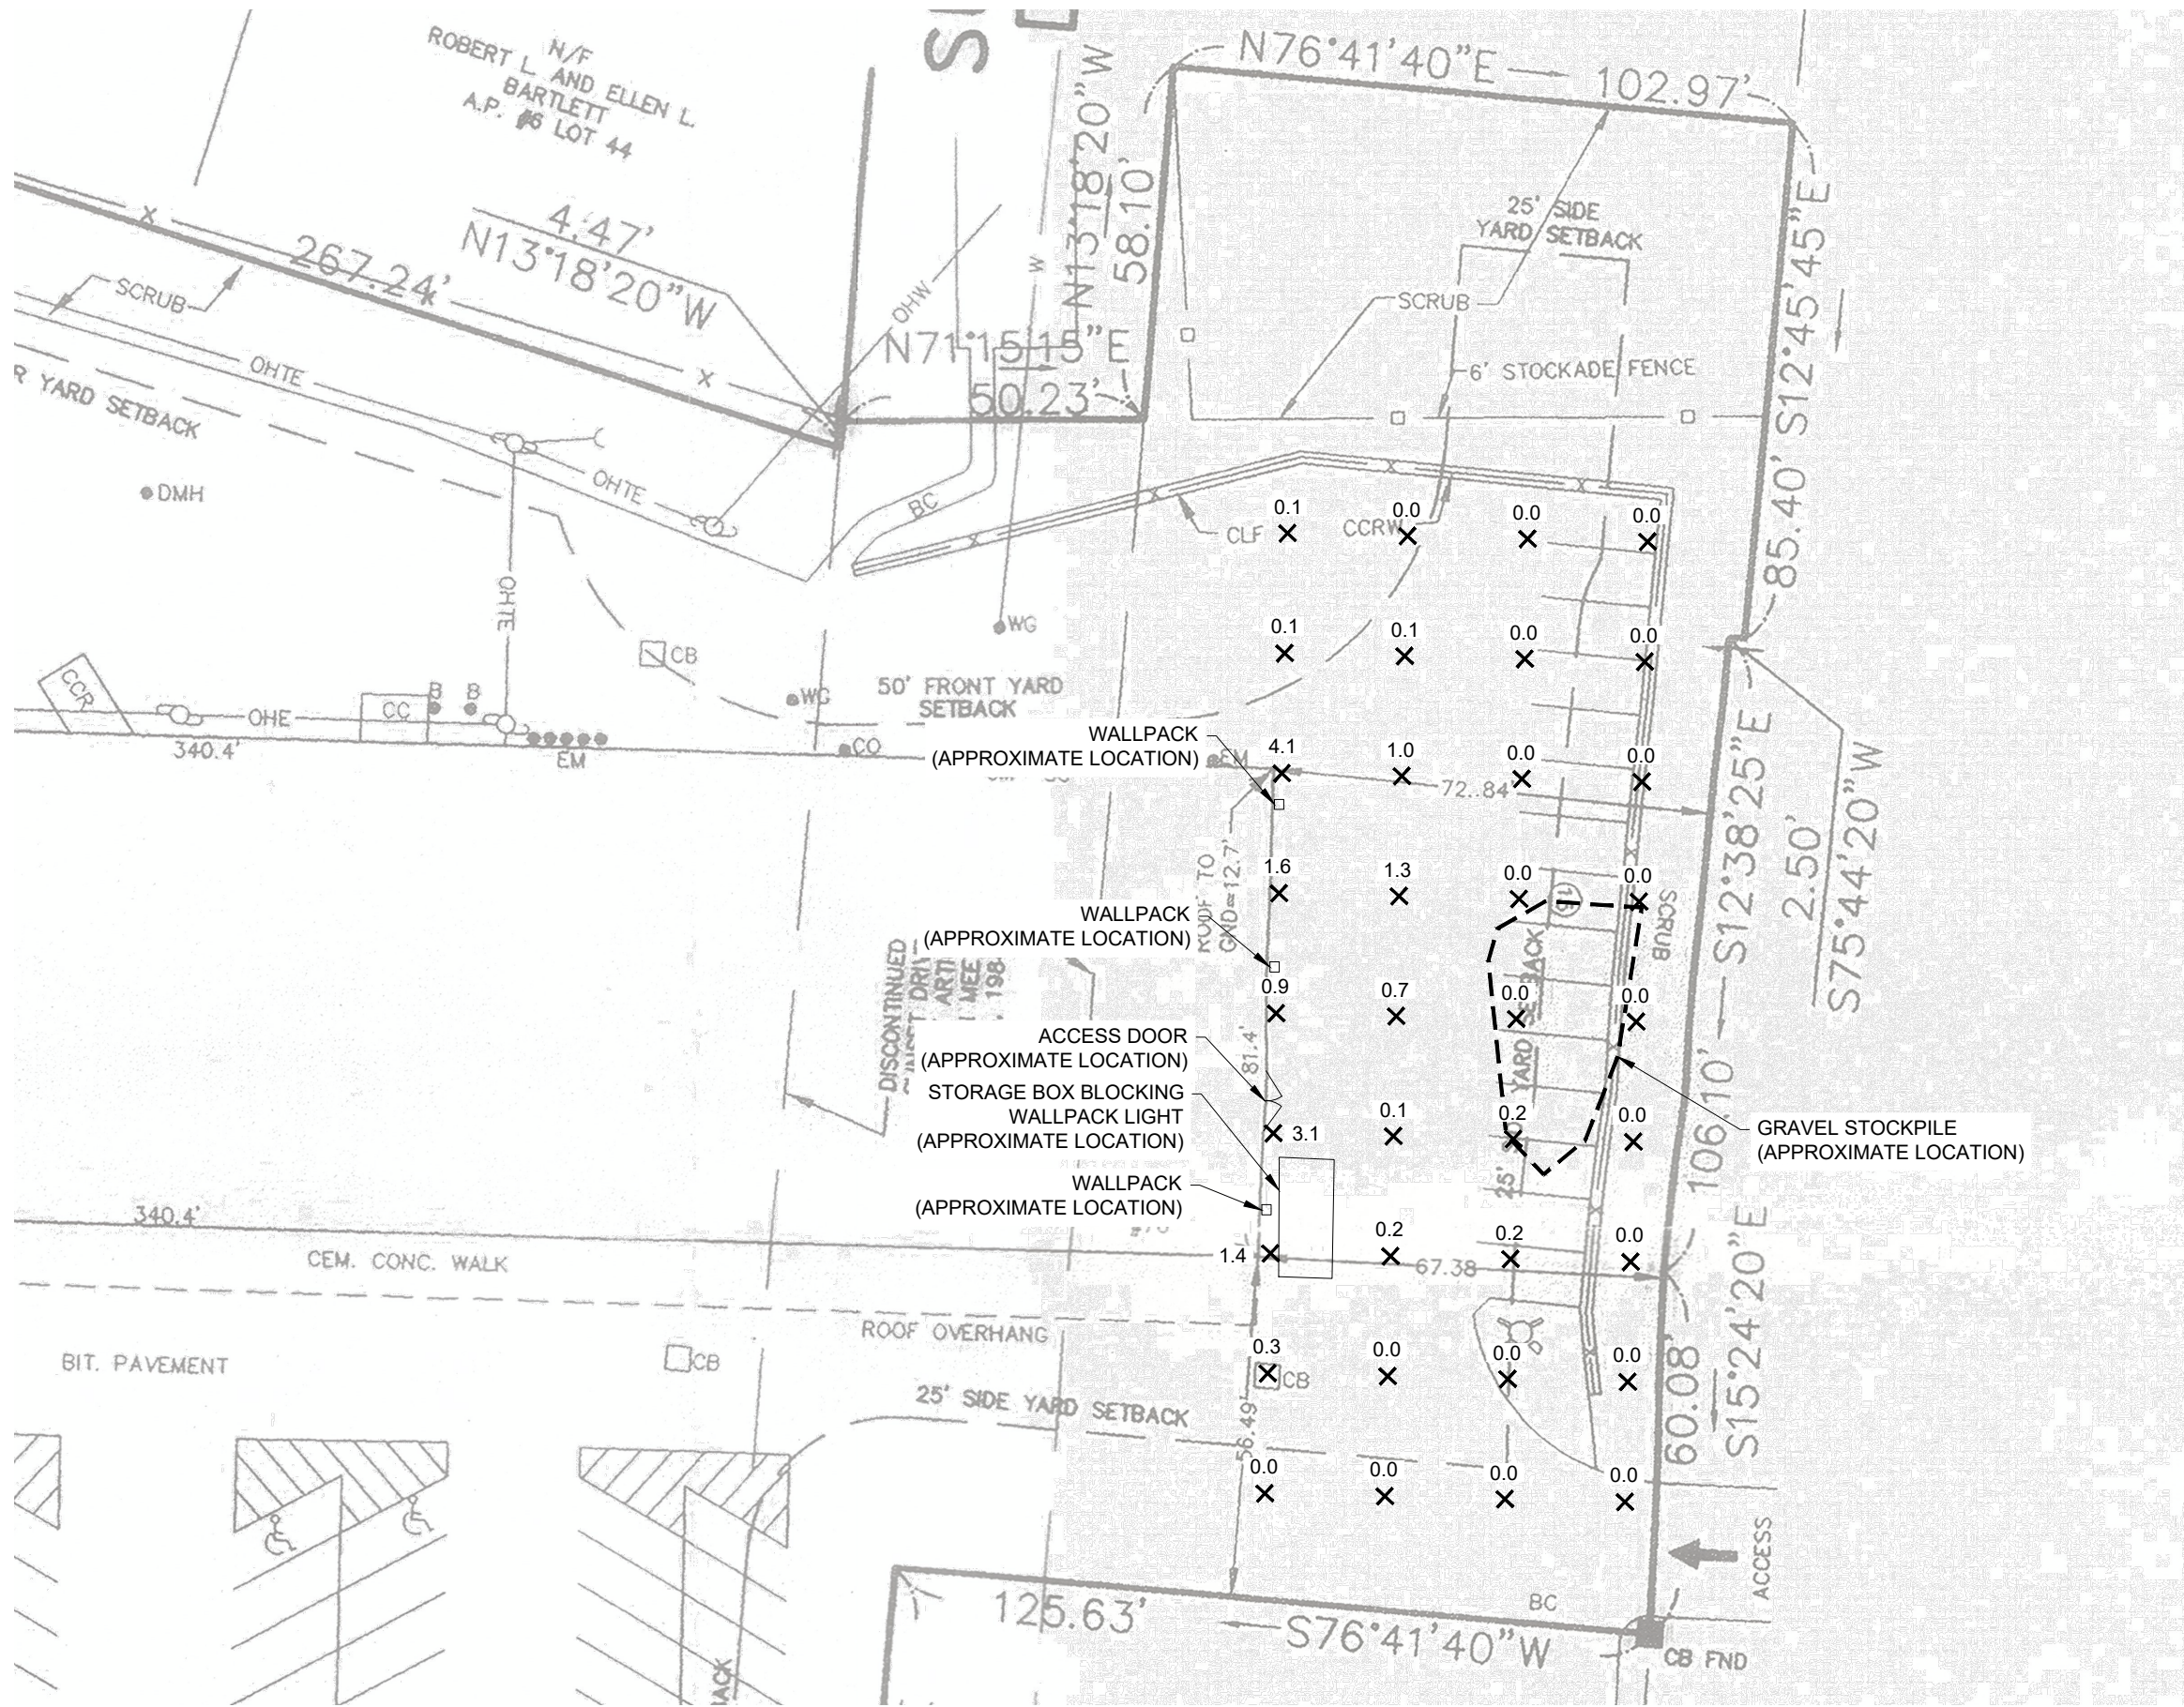 N/F
ROBERT L. AND ELLEN L.
BARTLETT
A.P. #6 LOT 44
4.47'
N13°18'20"W
267.24'
SCRUB
OHTE
R YARD SETBACK
OHTE
DMH
OHTE
OHW
N71°15'15"E
50.23'
W
N13°18'20"W
58.10'
N76°41'40"E
102.97'
25' SIDE
YARD SETBACK
SCRUB
6' STOCKADE FENCE
S12°45'45"E
85.40'
BC
CLF
CCRW
0.1
0.0
0.0
0.0
WG
CB
0.1
0.1
0.0
0.0
CCR
CC
B
B
OHE
340.4'
EM
WG
CO
50' FRONT YARD
SETBACK
WALLPACK
(APPROXIMATE LOCATION)
EM
4.1
1.0
0.0
0.0
72..84'
S12°38'25"E
2.50'
S75°44'20"W
ROOF TO
GND=12.7'
1.6
1.3
0.0
0.0
SCRUB
WALLPACK
(APPROXIMATE LOCATION)
DISCONTINUED
0.9
0.7
0.0
0.0
ACCESS DOOR
(APPROXIMATE LOCATION)
81.4'
STORAGE BOX BLOCKING
WALLPACK LIGHT
(APPROXIMATE LOCATION)
3.1
0.1
0.2
0.0
106.10'
GRAVEL STOCKPILE
(APPROXIMATE LOCATION)
WALLPACK
(APPROXIMATE LOCATION)
1.4
0.2
0.2
0.0
67.38
340.4'
CEM. CONC. WALK
ROOF OVERHANG
BIT. PAVEMENT
CB
0.3
CB
0.0
0.0
0.0
60.08'
S15°24'20"E
25' SIDE YARD SETBACK
56.49'
0.0
0.0
0.0
0.0
ACCESS
125.63'
S76°41'40"W
BC
CB FND